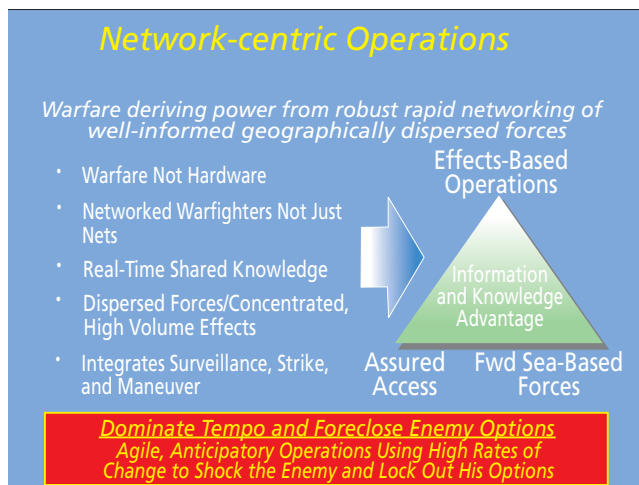 Network-centric Operations
Warfare deriving power from robust rapid networking of
well-informed geographically dispersed forces
· Warfare Not Hardware
· Networked Warfighters Not Just
Nets
· Real-Time Shared Knowledge
· Dispersed Forces/Concentrated,
High Volume Effects
· Integrates Surveillance, Strike,
and Maneuver
Effects-Based
Operations
Information
and Knowledge
Advantage
Assured
Access
Fwd Sea-Based
Forces
Dominate Tempo and Foreclose Enemy Options
Agile, Anticipatory Operations Using High Rates of
Change to Shock the Enemy and Lock Out His Options